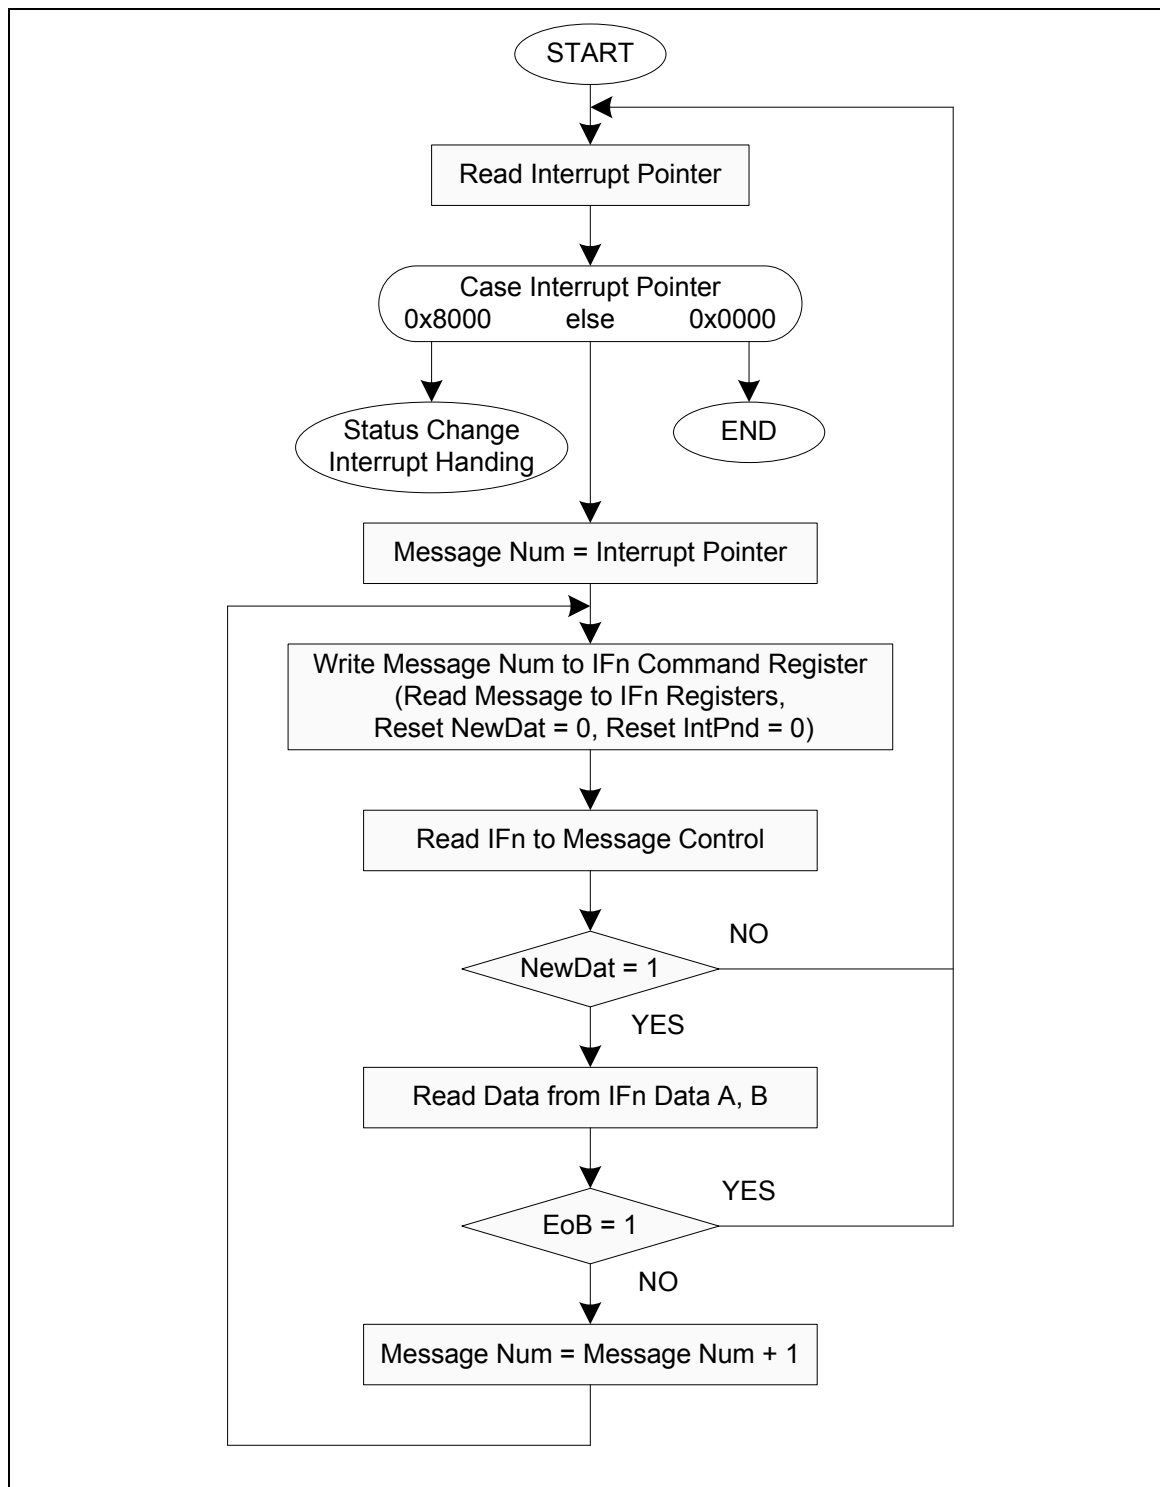 START
Read Interrupt Pointer
Case Interrupt Pointer
0x8000 else 0x0000
Status Change
Interrupt Handing
END
Message Num = Interrupt Pointer
Write Message Num to IFn Command Register
(Read Message to IFn Registers,
Reset NewDat = 0, Reset IntPnd = 0)
Read IFn to Message Control
NO
NewDat = 1
YES
Read Data from IFn Data A, B
YES
EoB = 1
NO
Message Num = Message Num + 1